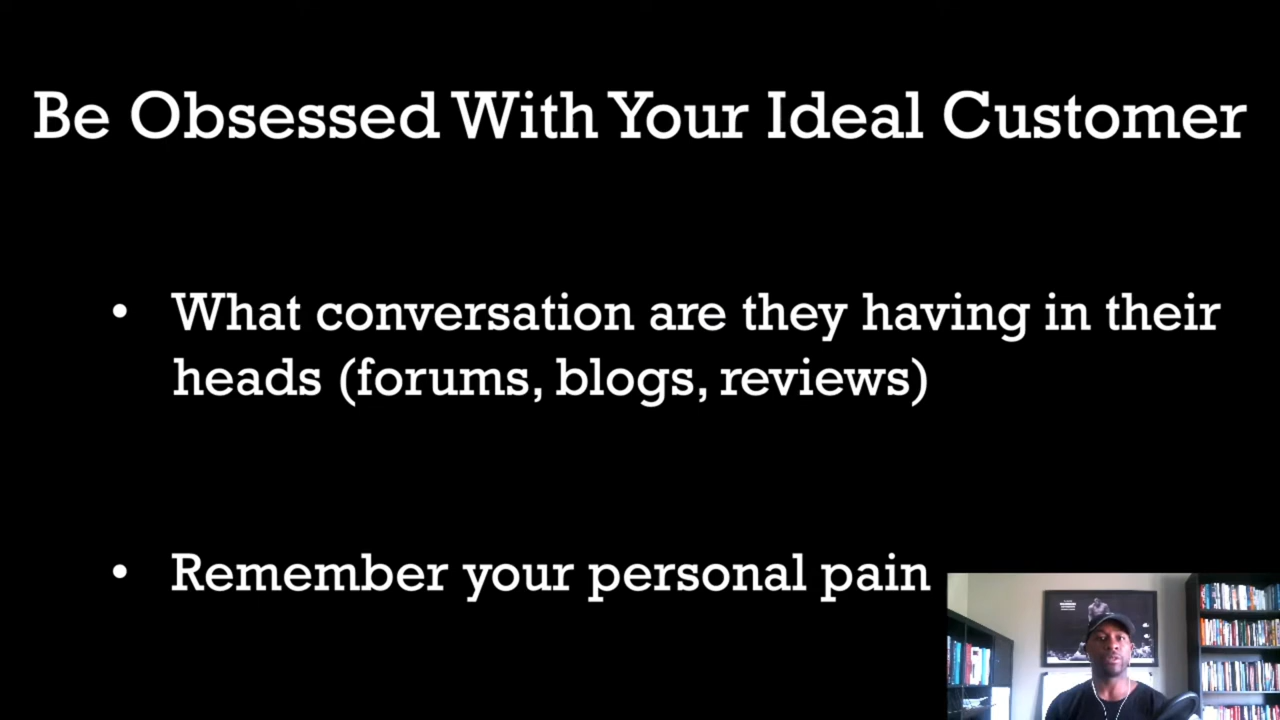 Be Obsessed With Your Ideal Customer
• What conversation are they having in their
heads (forums, blogs, reviews)
• Remember your personal pain